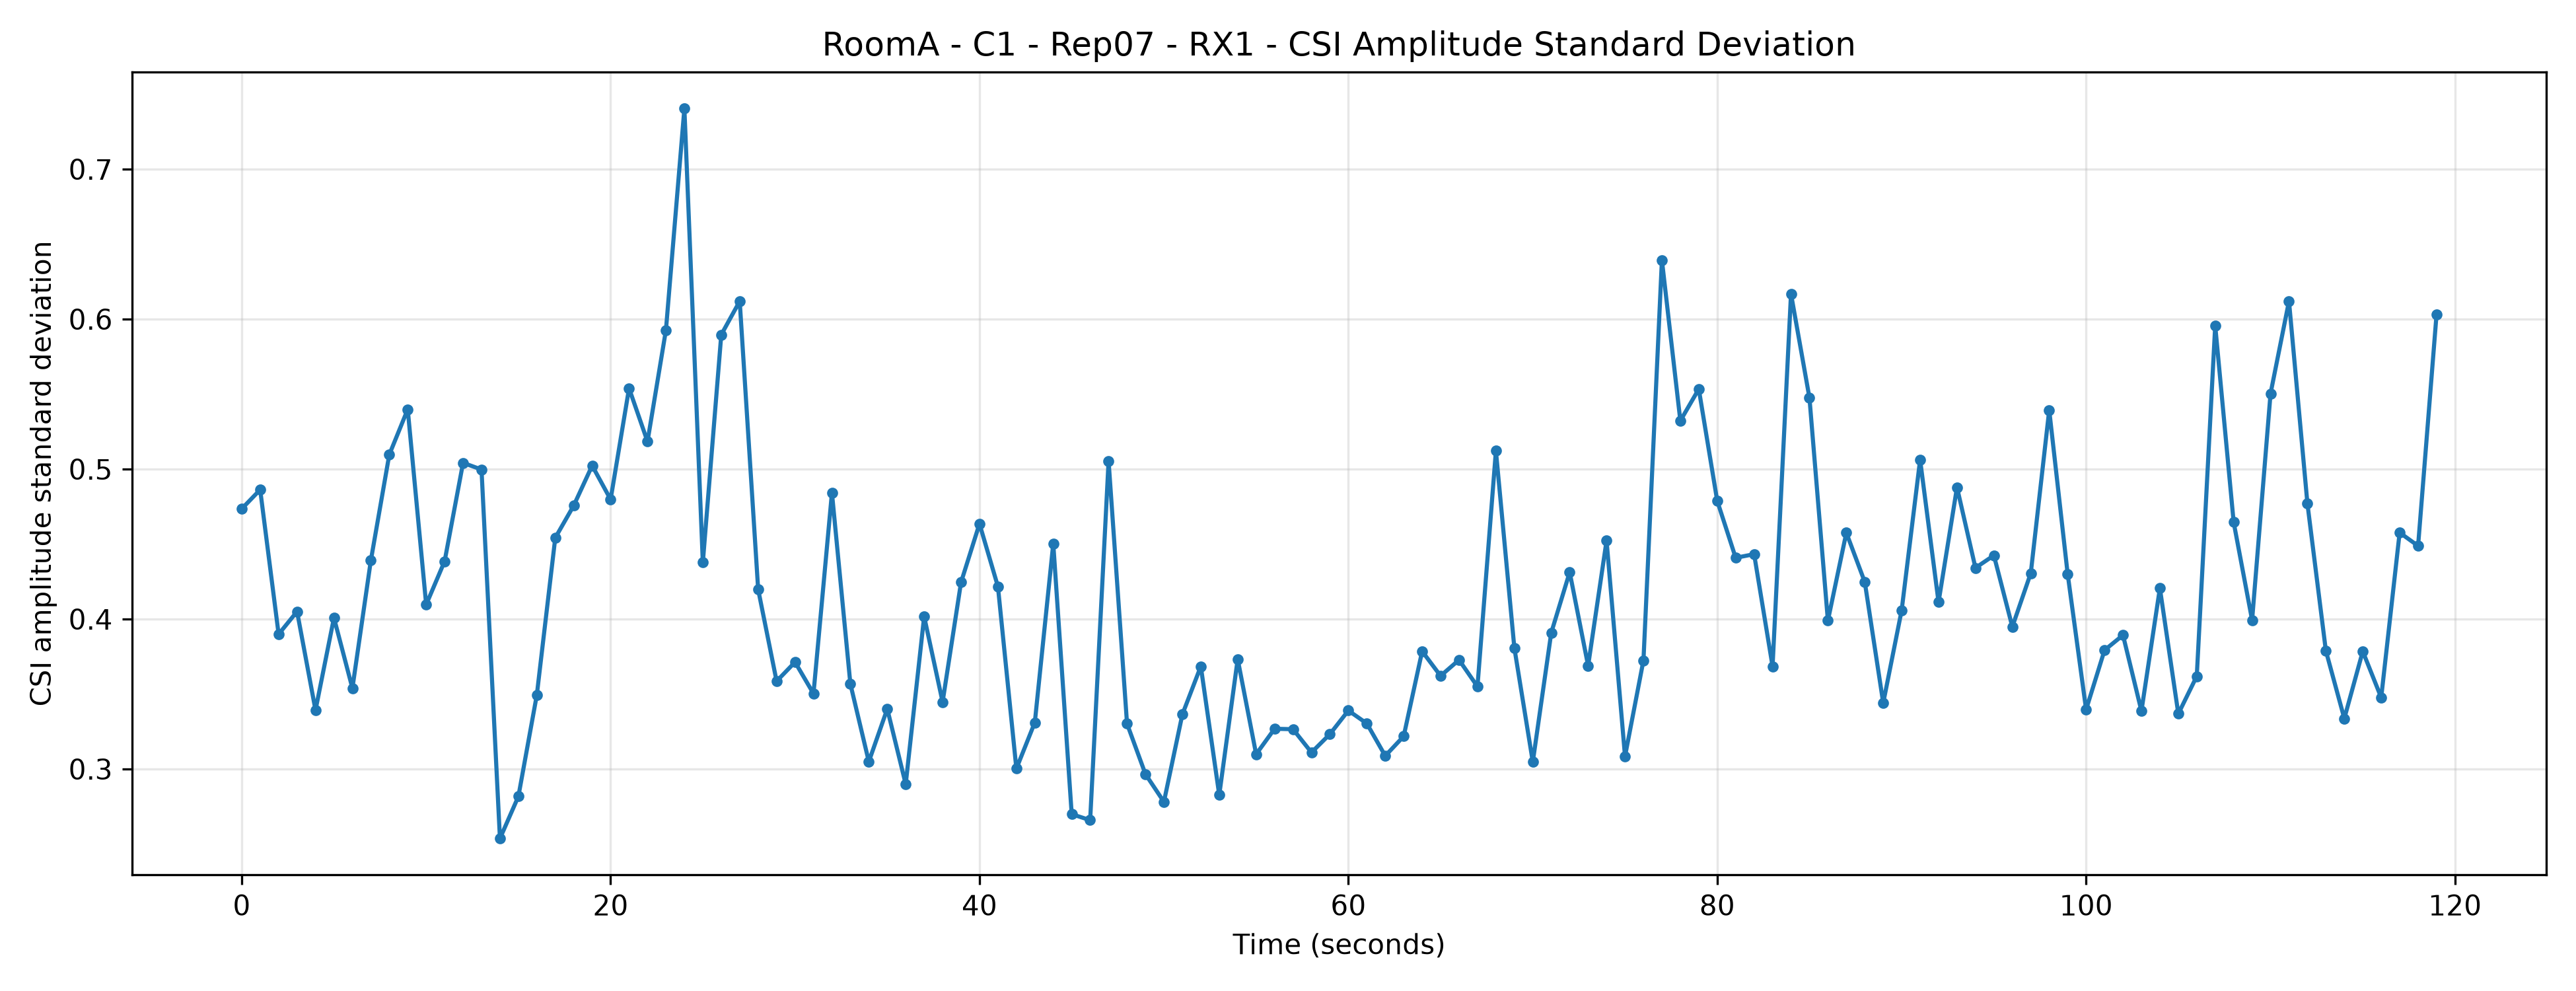 RoomA - C1 - Rep07 - RX1 - CSI Amplitude Standard Deviation
CSI amplitude standard deviation
0.7
0.6
0.5
0.4
0.3
0 20 40 60 80 100 120
Time (seconds)